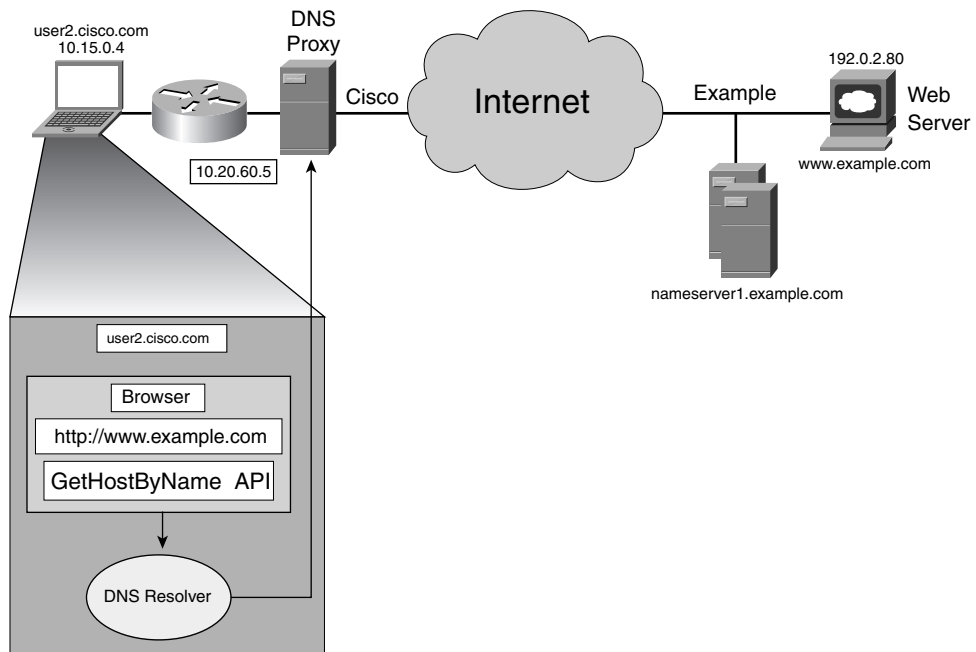 user2.cisco.com
10.15.0.4
DNS
Proxy
Cisco
Internet
Example
192.0.2.80
Web
Server
www.example.com
10.20.60.5
nameserver1.example.com
user2.cisco.com
Browser
http://www.example.com
GetHostByName API
DNS Resolver